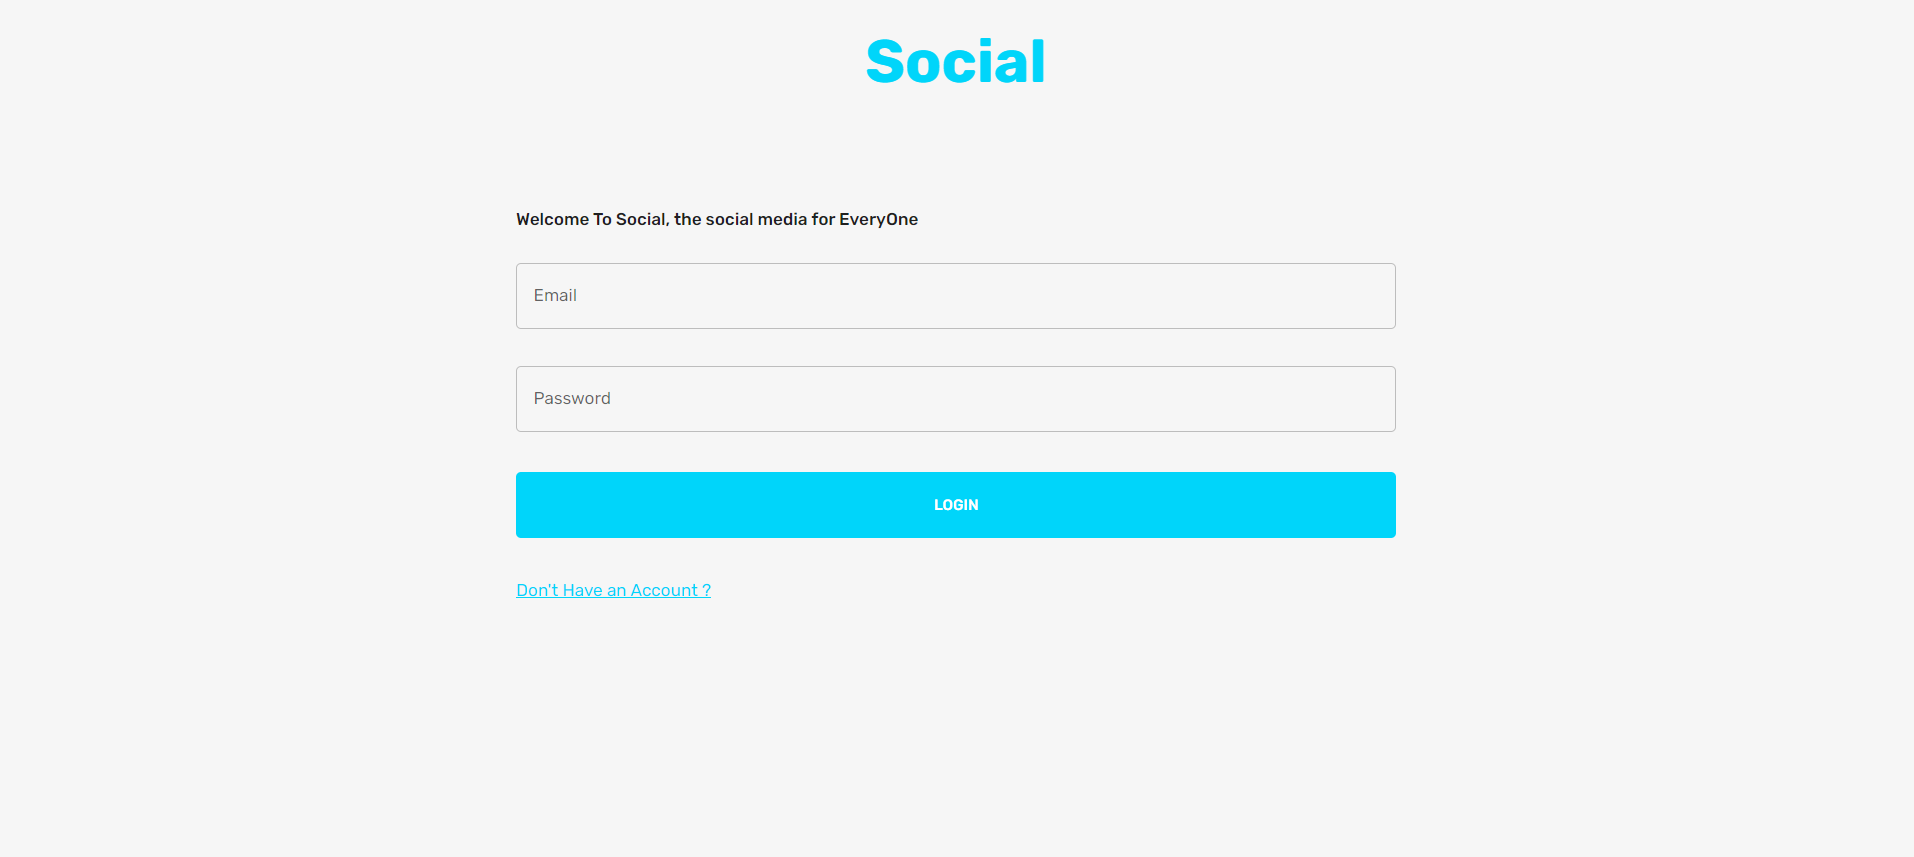 Social
Welcome To Social, the social media for EveryOne
Email
Password
LOGIN
Don't Have an Account ?